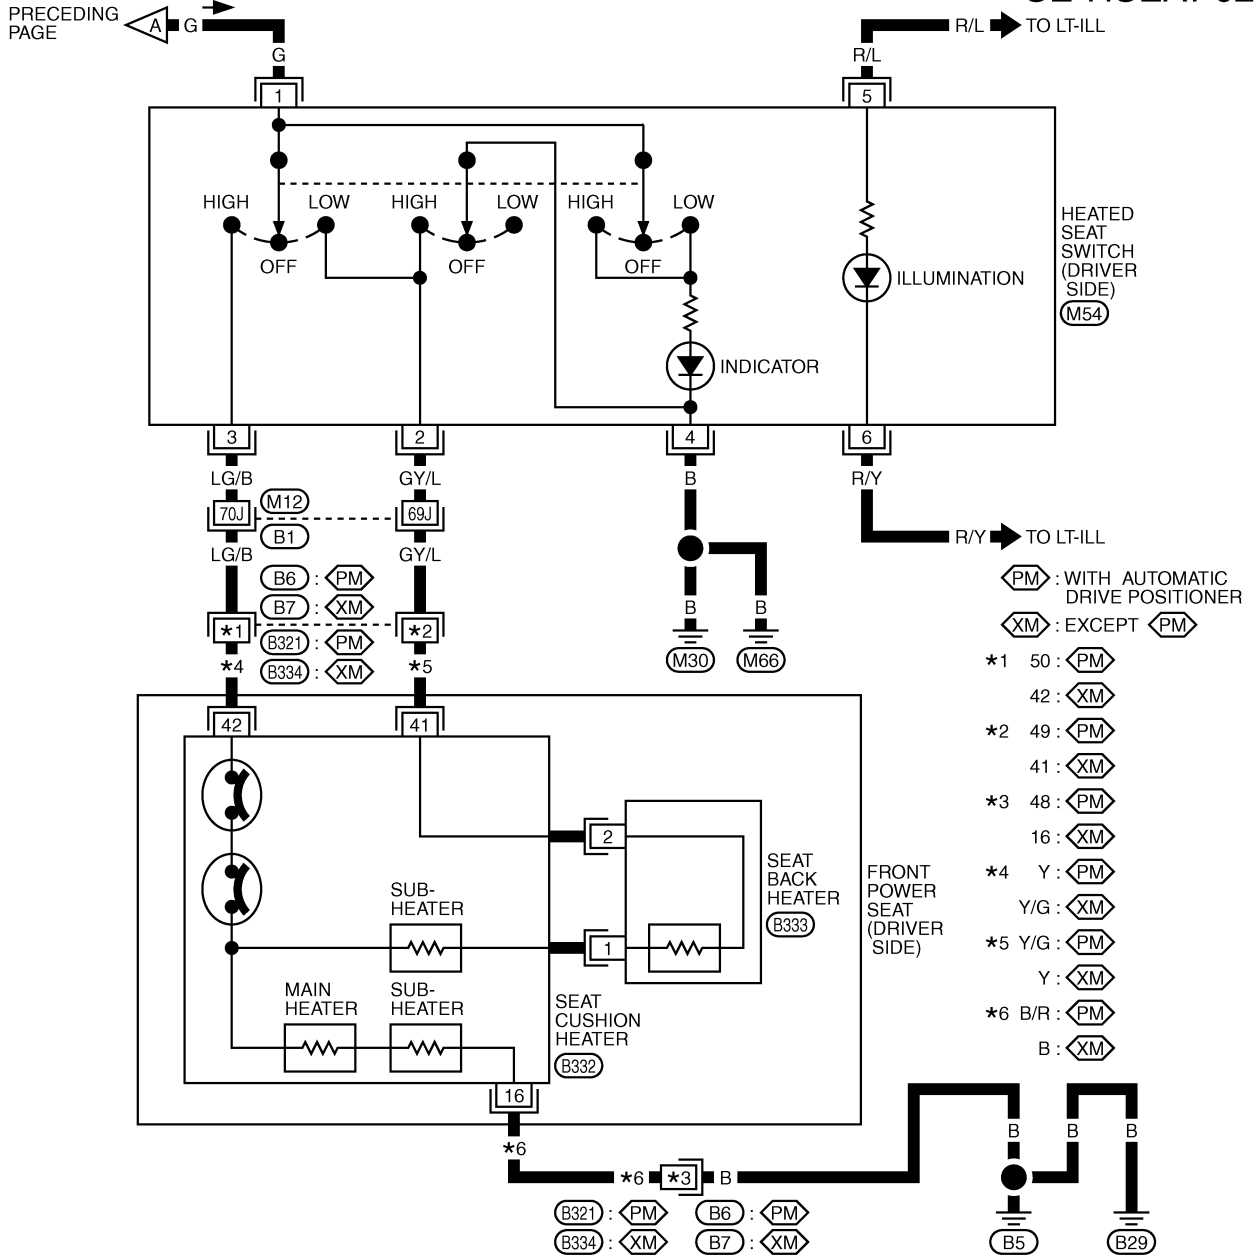 PRECEDING
PAGE
A
G
G
1
R/L
TO LT-ILL
R/L
5
HIGH
LOW
HIGH
LOW
HIGH
LOW
OFF
OFF
OFF
ILLUMINATION
INDICATOR
HEATED
SEAT
SWITCH
(DRIVER
SIDE)
M54
3
2
4
6
LG/B
GY/L
B
R/Y
70J
M12
69J
B1
LG/B
GY/L
R/Y
TO LT-ILL
B6 : PM
B7 : XM
*1
*2
B321 : PM
B334 : XM
*4
*5
B
B
M30
M66
PM : WITH AUTOMATIC
DRIVE POSITIONER
XM : EXCEPT PM
*1 50 : PM
42 : XM
*2 49 : PM
41 : XM
*3 48 : PM
16 : XM
*4 Y : PM
Y/G : XM
*5 Y/G : PM
Y : XM
*6 B/R : PM
B : XM
42
41
2
SEAT
BACK
HEATER
B333
FRONT
POWER
SEAT
(DRIVER
SIDE)
SUB-
HEATER
1
MAIN
HEATER
SUB-
HEATER
SEAT
CUSHION
HEATER
B332
16
*6
*6
*3
B
B
B
B
B321 : PM
B6 : PM
B334 : XM
B7 : XM
B5
B29